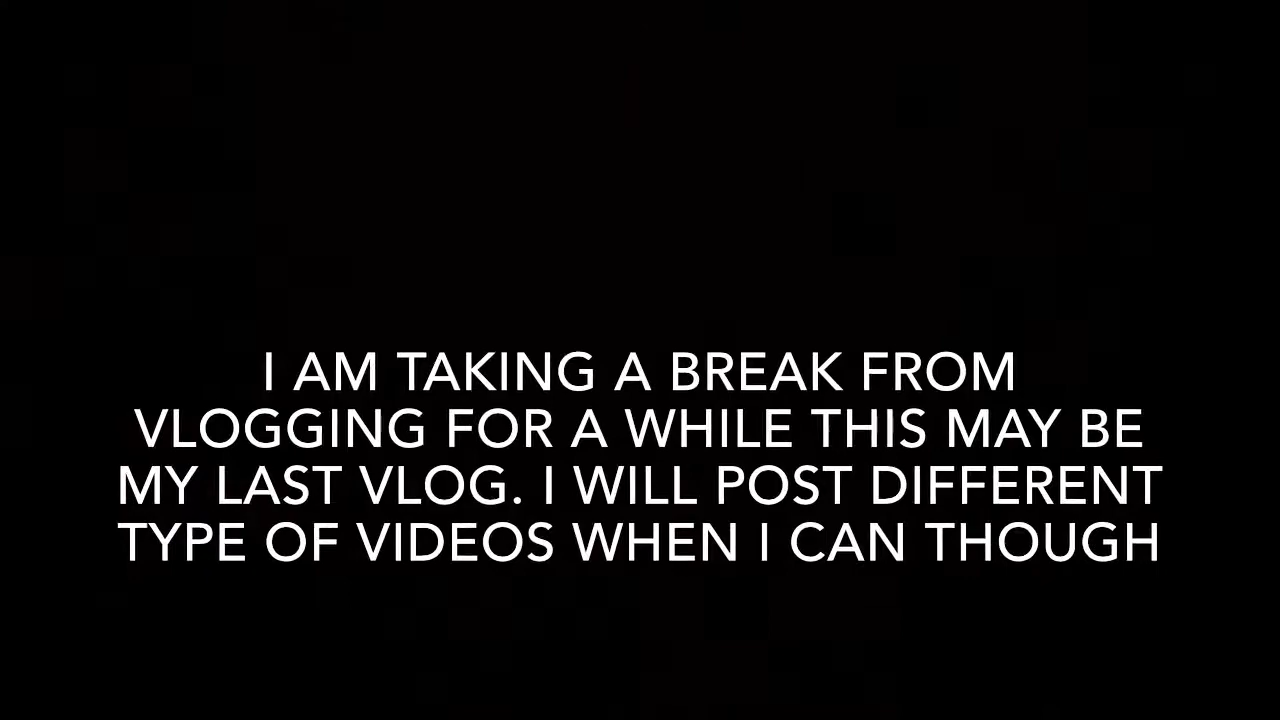 I AM TAKING A BREAK FROM
VLOGGING FOR A WHILE THIS MAY BE
MY LAST VLOG. I WILL POST DIFFERENT
TYPE OF VIDEOS WHEN I CAN THOUGH